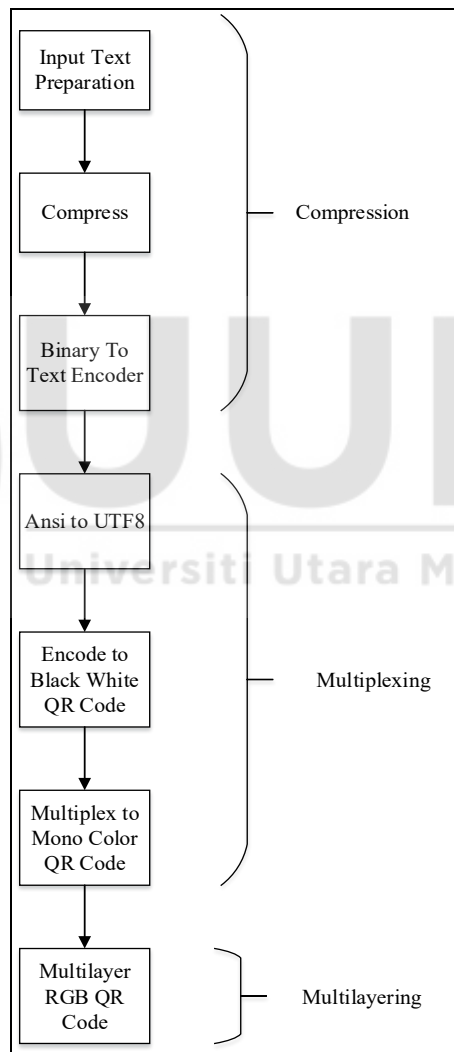 Input Text
Preparation
Compress
Compression
Binary To
Text Encoder
Ansi to UTF8
Universiti Utara M
Encode to
Black White
QR Code
Multiplexing
Multiplex to
Mono Color
QR Code
Multilayer
RGB QR
Code
Multilayering